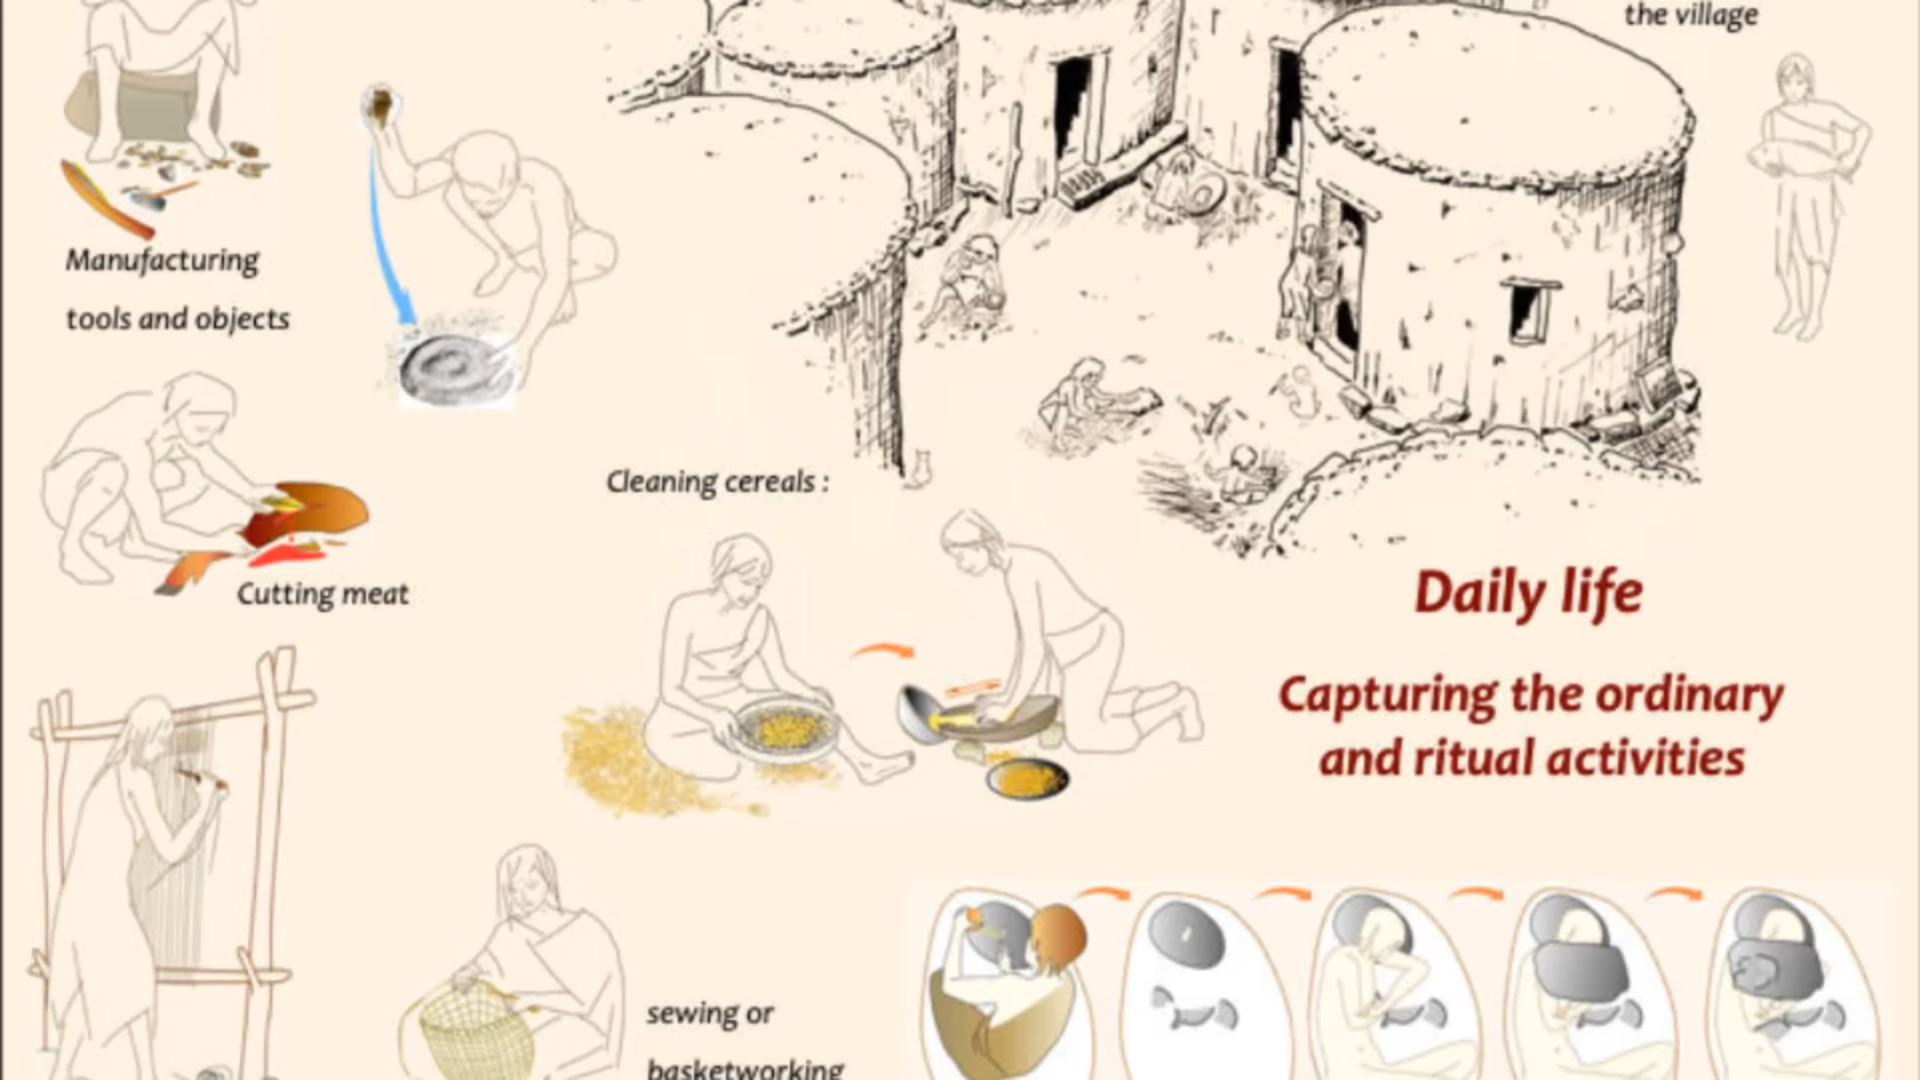 the village
Manufacturing
tools and objects
Cutting meat
Cleaning cereals :
Daily life
Capturing the ordinary
and ritual activities
sewing or
basketworking